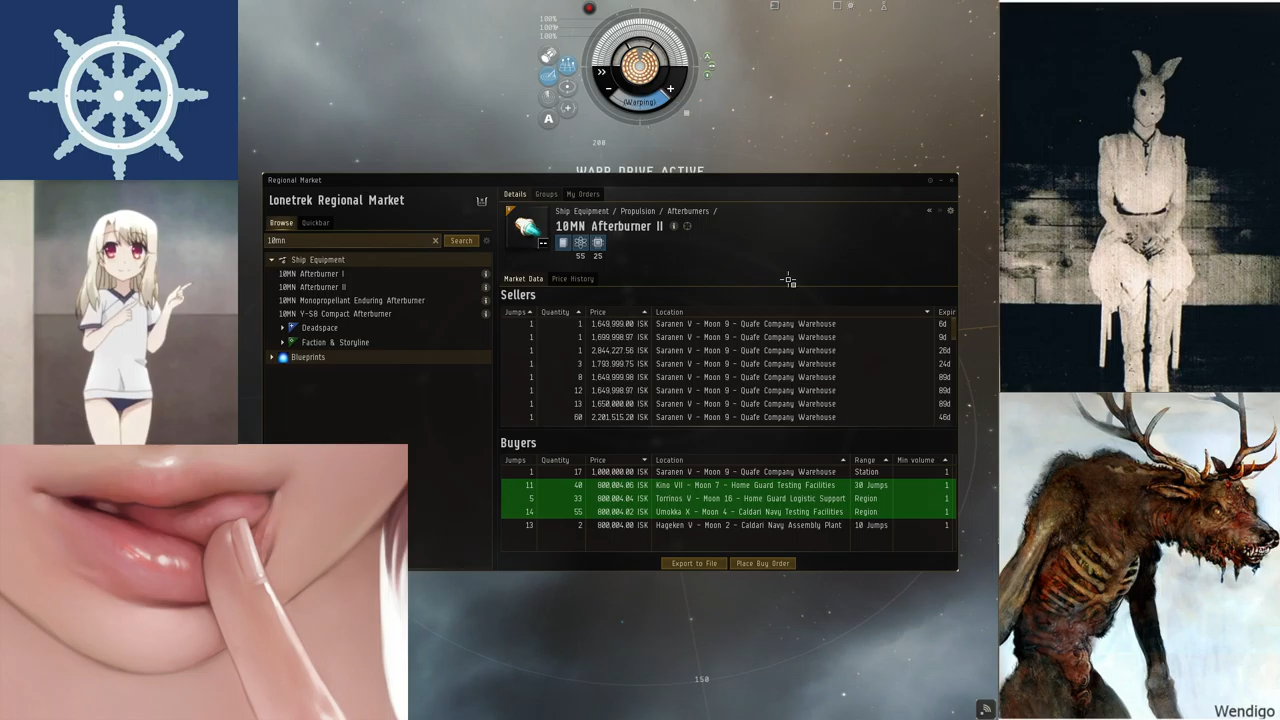 100%
100%
100%
(Warping)
A
200
WARP DRIVE ACTIVE
Regional Market
Lonetrek Regional Market
Browse Quickbar
10mn
Search
Ship Equipment
10MN Afterburner I
10MN Afterburner II
10MN Monopropellant Enduring Afterburner
10MN Y-S8 Compact Afterburner
Deadspace
Faction & Storyline
Blueprints
Details Groups My Orders
Ship Equipment / Propulsion / Afterburners /
10MN Afterburner II
55 25
Market Data Price History
Sellers
Jumps Quantity Price Location Expir
1 1 1,649,999.00 ISK Saranen V - Moon 9 - Quafe Company Warehouse 6d
1 1 1,699,998.97 ISK Saranen V - Moon 9 - Quafe Company Warehouse 9d
1 1 2,844,227.56 ISK Saranen V - Moon 9 - Quafe Company Warehouse 26d
1 3 1,793,999.75 ISK Saranen V - Moon 9 - Quafe Company Warehouse 24d
1 8 1,649,999.98 ISK Saranen V - Moon 9 - Quafe Company Warehouse 89d
1 12 1,649,998.97 ISK Saranen V - Moon 9 - Quafe Company Warehouse 89d
1 13 1,650,000.00 ISK Saranen V - Moon 9 - Quafe Company Warehouse 89d
1 60 2,201,515.20 ISK Saranen V - Moon 9 - Quafe Company Warehouse 46d
Buyers
Jumps Quantity Price Location Range Min volume
1 17 1,000,000.00 ISK Saranen V - Moon 9 - Quafe Company Warehouse Station 1
11 40 800,004.06 ISK Kino VII - Moon 7 - Home Guard Testing Facilities 30 Jumps 1
5 33 800,004.04 ISK Torrinos V - Moon 16 - Home Guard Logistic Support Region 1
14 55 800,004.02 ISK Umokka X - Moon 4 - Caldari Navy Testing Facilities Region 1
13 2 800,004.00 ISK Hageken V - Moon 2 - Caldari Navy Assembly Plant 10 Jumps 1
Export to File Place Buy Order
150
Wendigo